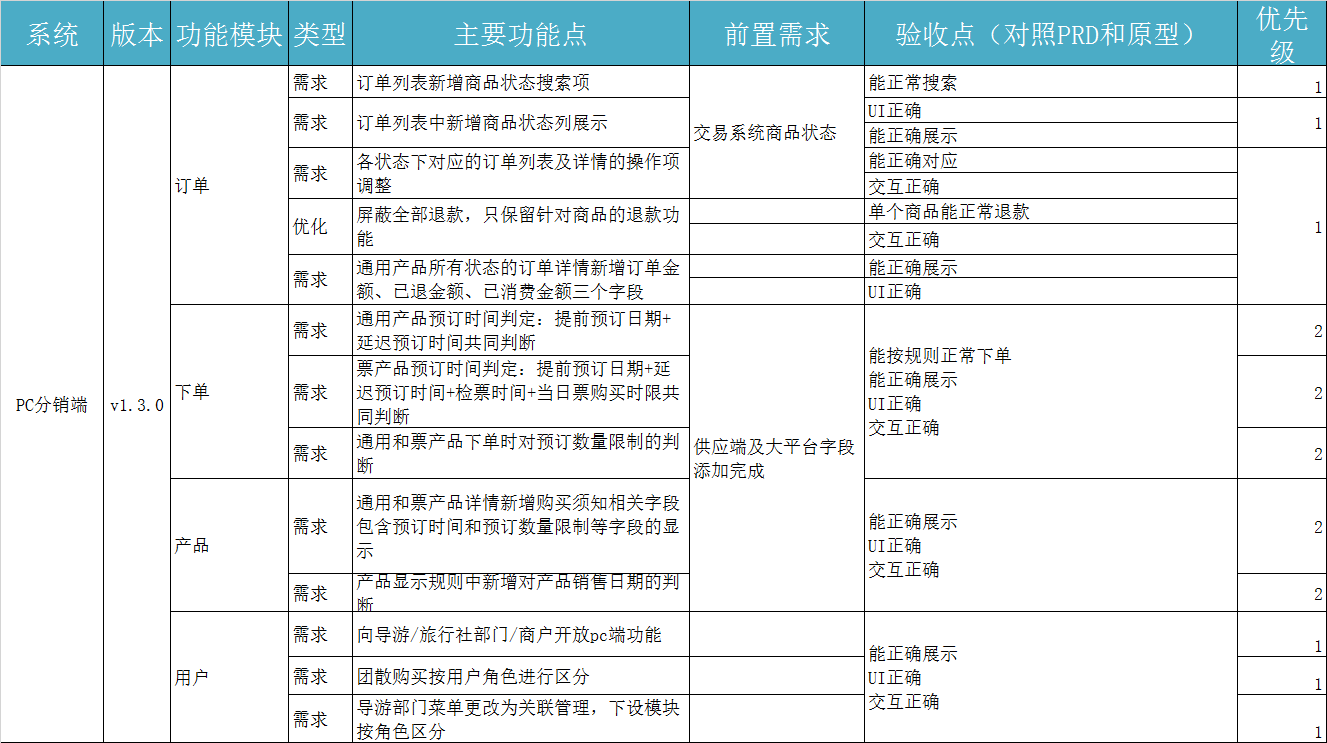 系统 版本 功能模块 类型 主要功能点 前置需求 验收点（对照PRD和原型） 优先
级
PC分销端 v1.3.0
订单
需求 订单列表新增商品状态搜索项 交易系统商品状态 能正常搜索 1
需求 订单列表中新增商品状态列展示 UI正确 1
能正确展示
需求 各状态下对应的订单列表及详情的操作项 能正确对应 1
调整 交互正确
优化 屏蔽全部退款，只保留针对商品的退款功 单个商品能正常退款
能 交互正确
需求 通用产品所有状态的订单详情新增订单金 能正确展示
额、已退金额、已消费金额三个字段 UI正确
下单
需求 通用产品预订时间判定：提前预订日期+ 供应端及大平台字段 能按规则正常下单 2
延迟预订时间共同判断 添加完成 能正确展示
需求 票产品预订时间判定：提前预订日期+延 UI正确 2
迟预订时间+检票时间+当日票购买时限共 交互正确
同判断
需求 通用和票产品下单时对预订数量限制的判 2
断
产品
需求 通用和票产品详情新增购买须知相关字段 能正确展示 2
包含预订时间和预订数量限制等字段的显 UI正确
示 交互正确
需求 产品显示规则中新增对产品销售日期的判 2
断
用户
需求 向导游/旅行社部门/商户开放pc端功能 能正确展示 1
需求 团散购买按用户角色进行区分 UI正确 1
需求 导游部门菜单更改为关联管理，下设模块 交互正确 1
按角色区分